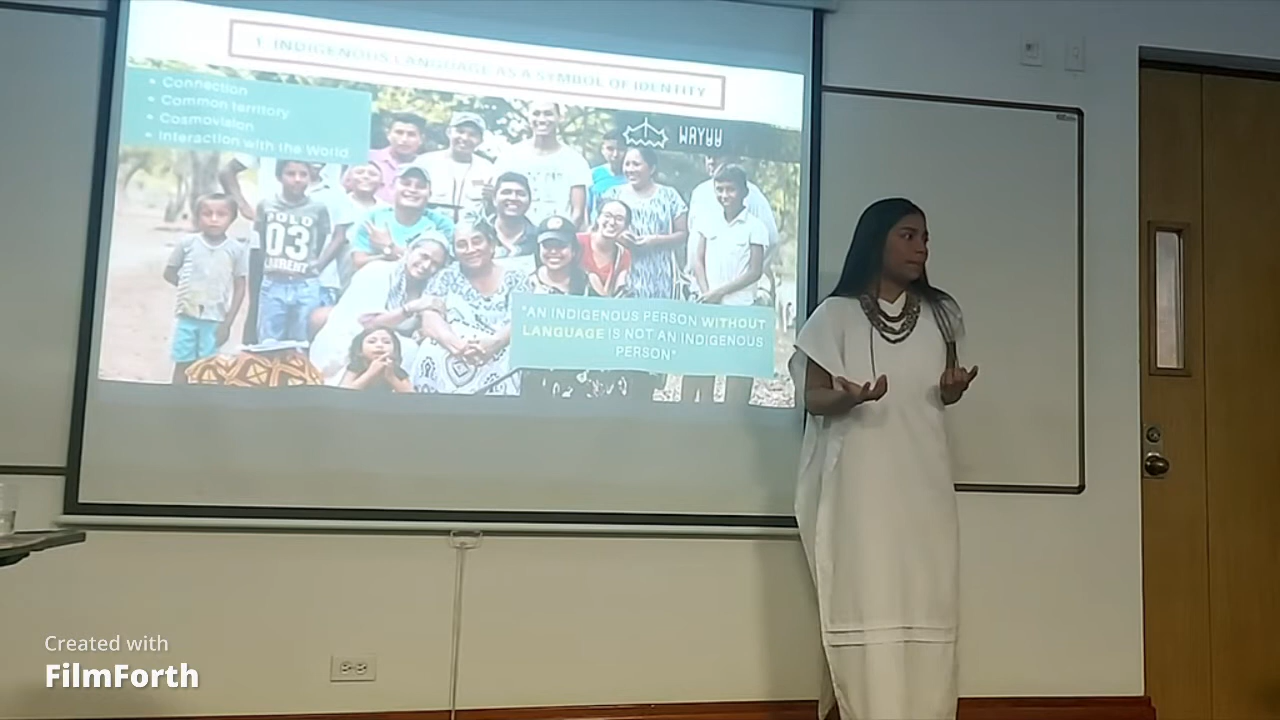 1. INDIGENOUS LANGUAGE AS A SYMBOL OF IDENTITY
• Connection
• Common territory
• Cosmovision
• Interaction with the World
WAYUU
POLO
03
"AN INDIGENOUS PERSON WITHOUT
LANGUAGE IS NOT AN INDIGENOUS
PERSON"
Created with
FilmForth